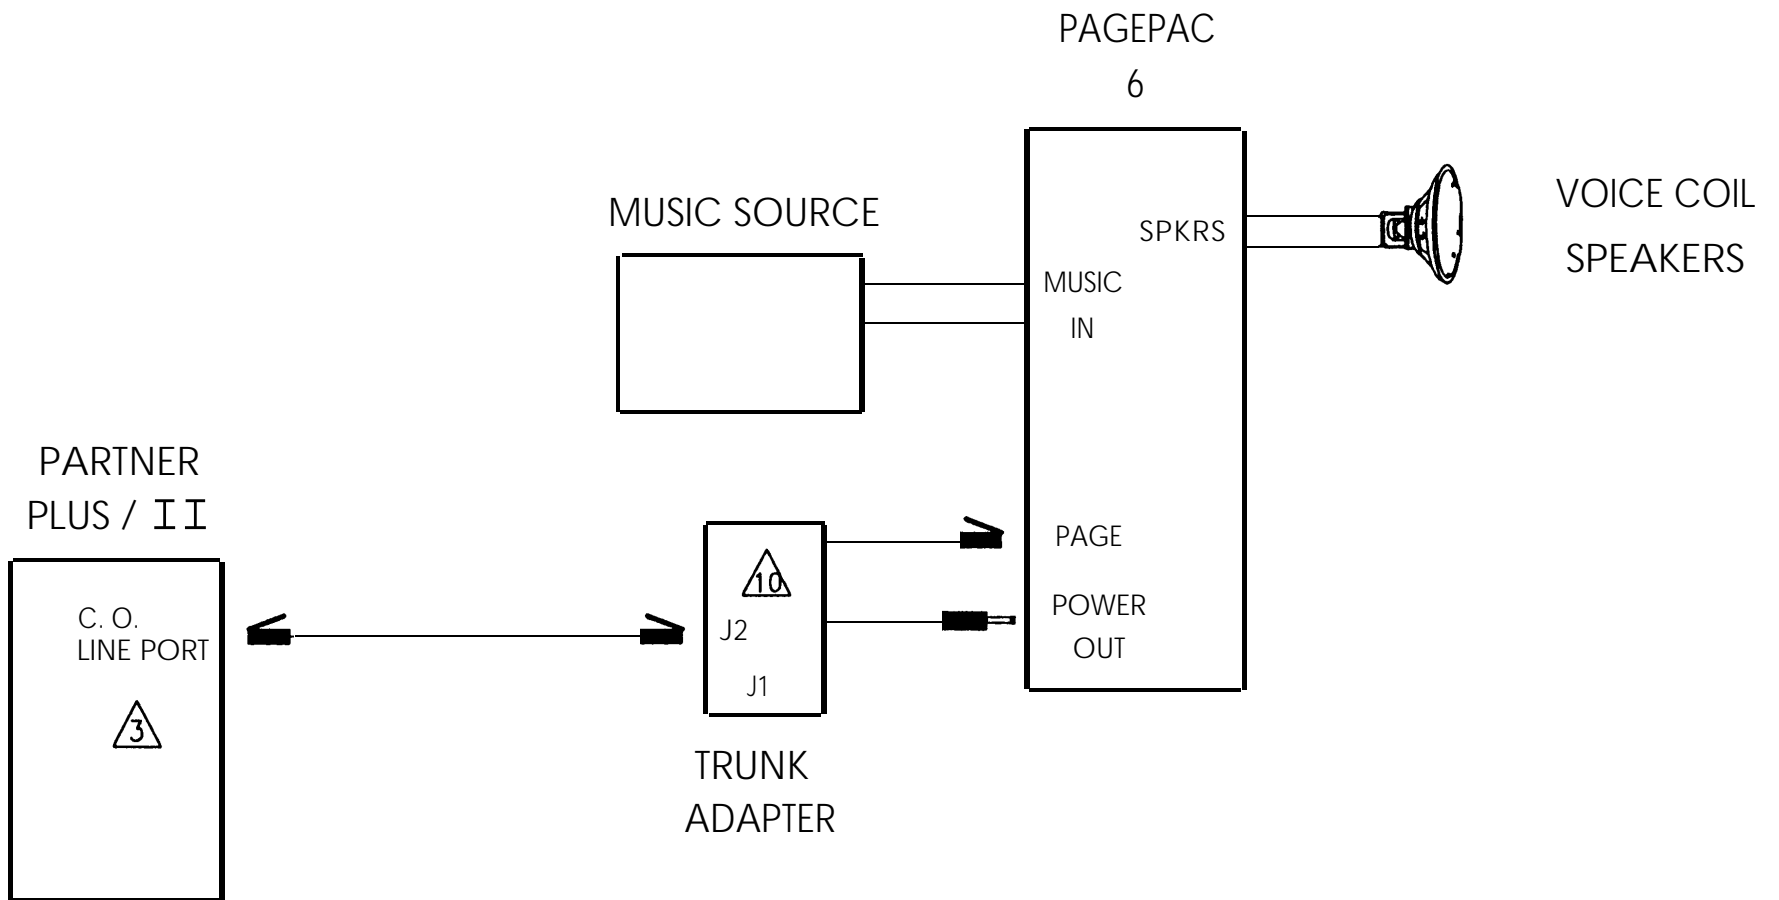 PAGEPAC
6
MUSIC SOURCE
SPKRS
VOICE COIL
SPEAKERS
MUSIC
IN
PARTNER
PLUS / II
C. O.
LINE PORT
3
10
J2
J1
TRUNK
ADAPTER
PAGE
POWER
OUT